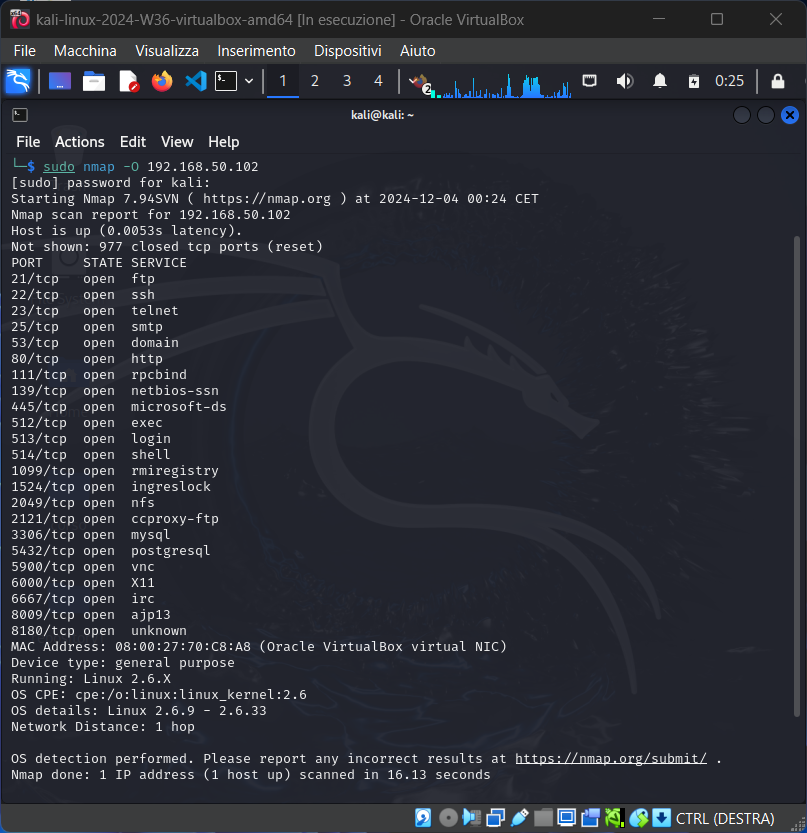 kali-linux-2024-W36-virtualbox-amd64 [In esecuzione] - Oracle VirtualBox
File Macchina Visualizza Inserimento Dispositivi Aiuto
1 2 3 4 2 0:25
kali@kali: ~
File Actions Edit View Help
└─$ sudo nmap -O 192.168.50.102
[sudo] password for kali:
Starting Nmap 7.94SVN ( https://nmap.org ) at 2024-12-04 00:24 CET
Nmap scan report for 192.168.50.102
Host is up (0.0053s latency).
Not shown: 977 closed tcp ports (reset)
PORT STATE SERVICE
21/tcp open ftp
22/tcp open ssh
23/tcp open telnet
25/tcp open smtp
53/tcp open domain
80/tcp open http
111/tcp open rpcbind
139/tcp open netbios-ssn
445/tcp open microsoft-ds
512/tcp open exec
513/tcp open login
514/tcp open shell
1099/tcp open rmiregistry
1524/tcp open ingreslock
2049/tcp open nfs
2121/tcp open ccproxy-ftp
3306/tcp open mysql
5432/tcp open postgresql
5900/tcp open vnc
6000/tcp open X11
6667/tcp open irc
8009/tcp open ajp13
8180/tcp open unknown
MAC Address: 08:00:27:70:C8:A8 (Oracle VirtualBox virtual NIC)
Device type: general purpose
Running: Linux 2.6.X
OS CPE: cpe:/o:linux:linux_kernel:2.6
OS details: Linux 2.6.9 - 2.6.33
Network Distance: 1 hop
OS detection performed. Please report any incorrect results at https://nmap.org/submit/ .
Nmap done: 1 IP address (1 host up) scanned in 16.13 seconds
CTRL (DESTRA)